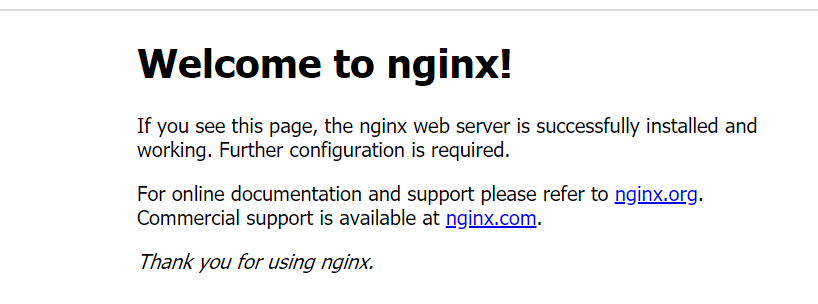 Welcome to nginx!
If you see this page, the nginx web server is successfully installed and
working. Further configuration is required.
For online documentation and support please refer to nginx.org.
Commercial support is available at nginx.com.
Thank you for using nginx.